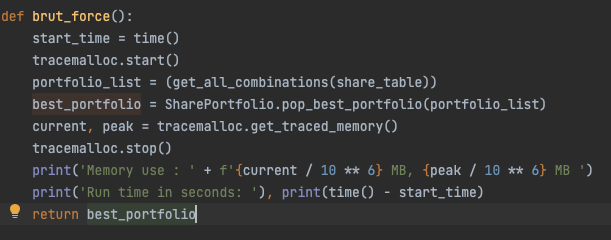 def brut_force():
    start_time = time()
    tracemalloc.start()
    portfolio_list = (get_all_combinations(share_table))
    best_portfolio = SharePortfolio.pop_best_portfolio(portfolio_list)
    current, peak = tracemalloc.get_traced_memory()
    tracemalloc.stop()
    print('Memory use : ' + f'{current / 10 ** 6} MB, {peak / 10 ** 6} MB ')
    print('Run time in seconds: '), print(time() - start_time)
    return best_portfolio